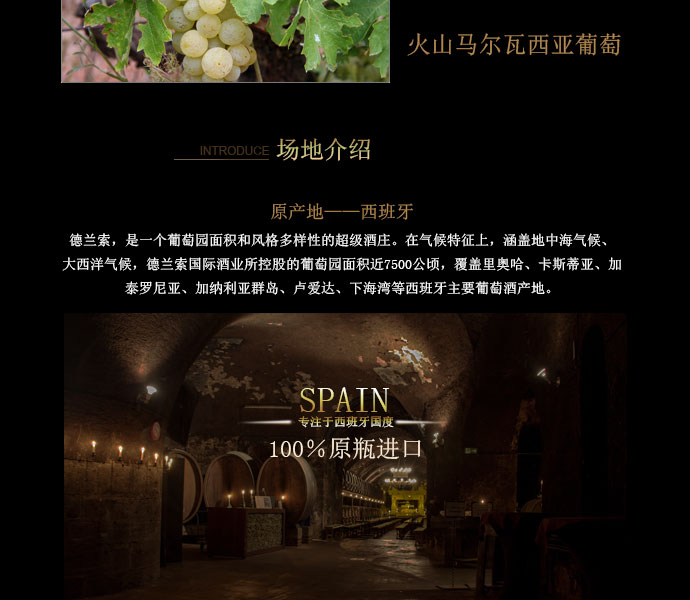 火山马尔瓦西亚葡萄
INTRODUCE 场地介绍
原产地——西班牙
德兰索，是一个葡萄园面积和风格多样性的超级酒庄。在气候特征上，涵盖地中海气候、
大西洋气候，德兰索国际酒业所控股的葡萄园面积近7500公顷，覆盖里奥哈、卡斯蒂亚、加
泰罗尼亚、加纳利亚群岛、卢爱达、下海湾等西班牙主要葡萄酒产地。
SPAIN
专注于西班牙国度
100%原瓶进口